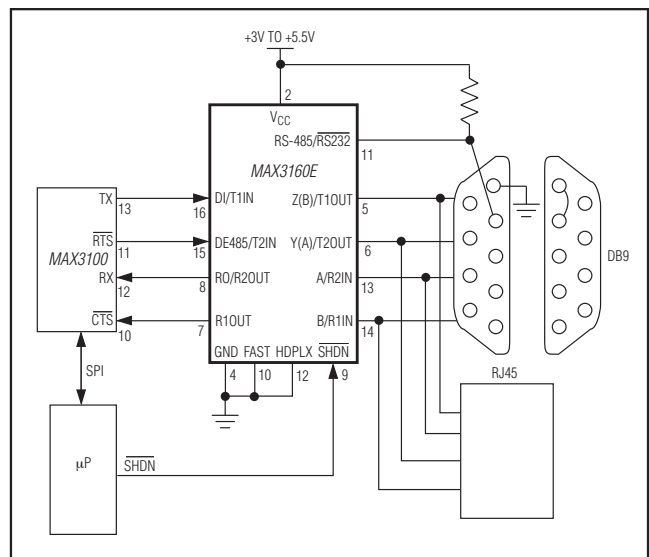 +3V TO +5.5V
2
VCC
RS-485/RS232
11
MAX3160E
TX
13
DI/T1IN
16
Z(B)/T1OUT
5
RTS
11
DE485/T2IN
15
Y(A)/T2OUT
6
DB9
MAX3100
RX
12
RO/R2OUT
8
A/R2IN
13
CTS
10
R1OUT
7
B/R1IN
14
GND
FAST
HDPLX
SHDN
4
10
12
9
SPI
RJ45
µP
SHDN